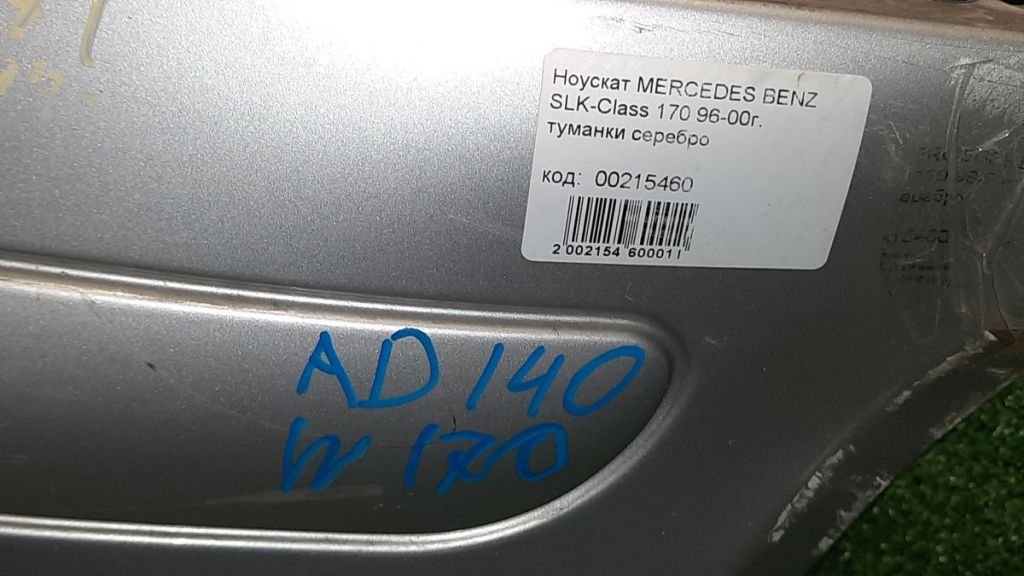 Ноускат MERCEDES BENZ
SLK-Class 170 96-00г.
туманки серебро
код: 00215460
2 002154 600011
AD 140
W 170